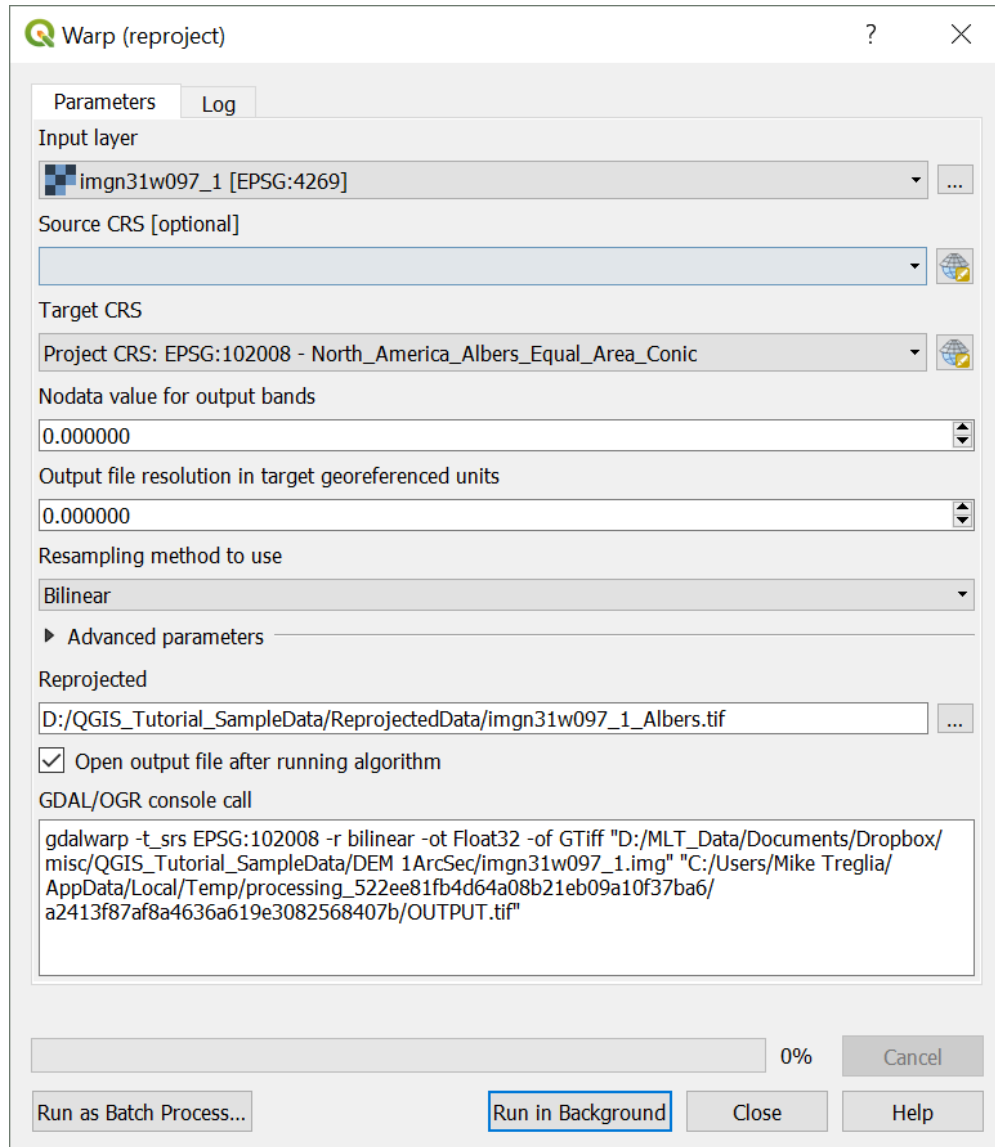 Warp (reproject)
?
Parameters
Log
Input layer
imgn31w097_1 [EPSG:4269]
...
Source CRS [optional]
Target CRS
Project CRS: EPSG:102008 - North_America_Albers_Equal_Area_Conic
Nodata value for output bands
0.000000
Output file resolution in target georeferenced units
0.000000
Resampling method to use
Bilinear
Advanced parameters
Reprojected
D:/QGIS_Tutorial_SampleData/ReprojectedData/imgn31w097_1_Albers.tif
...
Open output file after running algorithm
GDAL/OGR console call
gdalwarp -t_srs EPSG:102008 -r bilinear -ot Float32 -of GTiff "D:/MLT_Data/Documents/Dropbox/
misc/QGIS_Tutorial_SampleData/DEM 1ArcSec/imgn31w097_1.img" "C:/Users/Mike Treglia/
AppData/Local/Temp/processing_522ee81fb4d64a08b21eb09a10f37ba6/
a2413f87af8a4636a619e3082568407b/OUTPUT.tif"
0%
Cancel
Run as Batch Process...
Run in Background
Close
Help